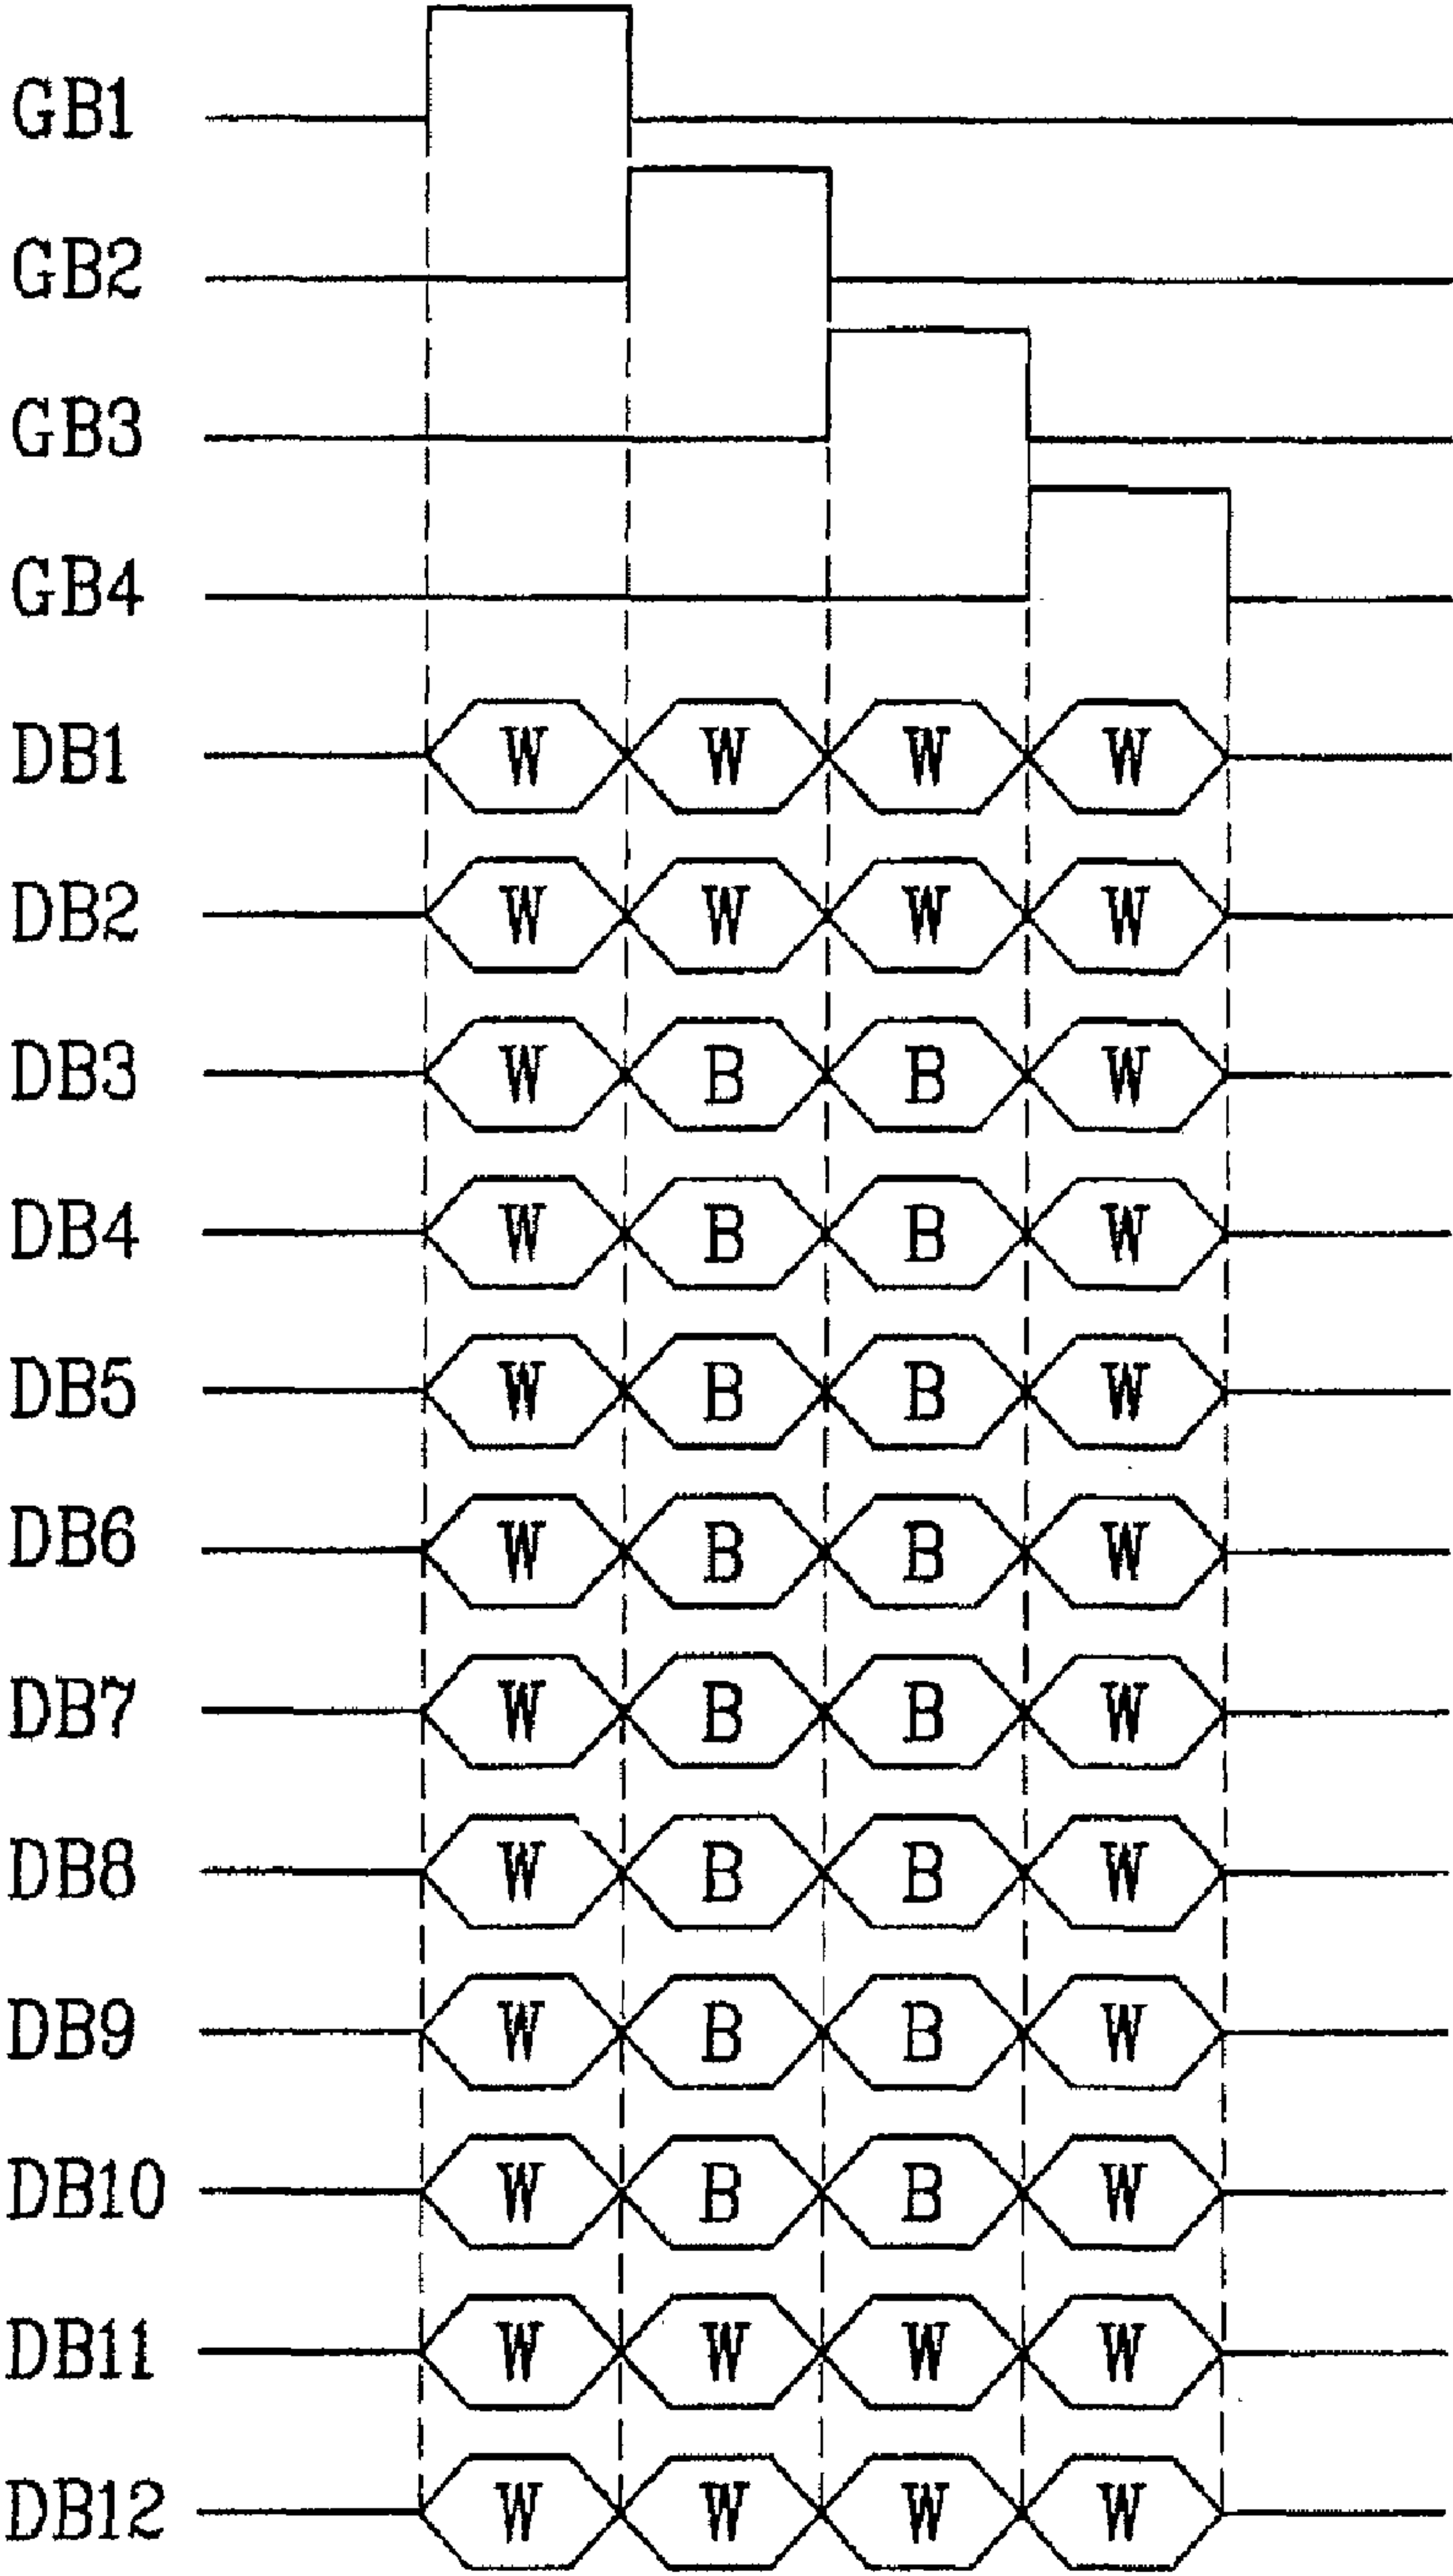 GB1
GB2
GB3
GB4
DB1 W W W W
DB2 W W W W
DB3 W B B W
DB4 W B B W
DB5 W B B W
DB6 W B B W
DB7 W B B W
DB8 W B B W
DB9 W B B W
DB10 W B B W
DB11 W W W W
DB12 W W W W